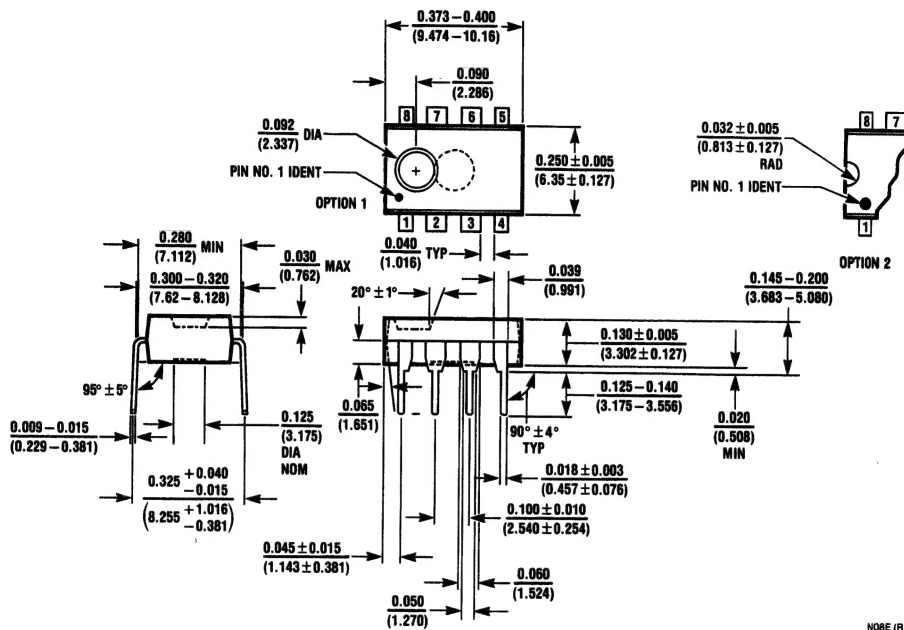 0.373 – 0.400
(9.474 – 10.16)
0.090
(2.286)
8 7 6 5
0.092 DIA
(2.337)
PIN NO. 1 IDENT
OPTION 1
1 2 3 4
0.250 ± 0.005
(6.35 ± 0.127)
0.032 ± 0.005
(0.813 ± 0.127)
RAD
PIN NO. 1 IDENT
8 7
1
OPTION 2
0.280 MIN
(7.112)
0.300 – 0.320
(7.62 – 8.128)
0.030 MAX
(0.762)
0.040 TYP
(1.016)
0.039
(0.991)
20° ± 1°
0.145 – 0.200
(3.683 – 5.080)
0.130 ± 0.005
(3.302 ± 0.127)
0.125 – 0.140
(3.175 – 3.556)
0.020
(0.508)
MIN
95° ± 5°
0.009 – 0.015
(0.229 – 0.381)
0.125
(3.175)
DIA
NOM
0.065
(1.651)
90° ± 4°
TYP
0.018 ± 0.003
(0.457 ± 0.076)
0.325 +0.040
–0.015
(8.255 +1.016
–0.381)
0.100 ± 0.010
(2.540 ± 0.254)
0.045 ± 0.015
(1.143 ± 0.381)
0.060
(1.524)
0.050
(1.270)
N08E (R